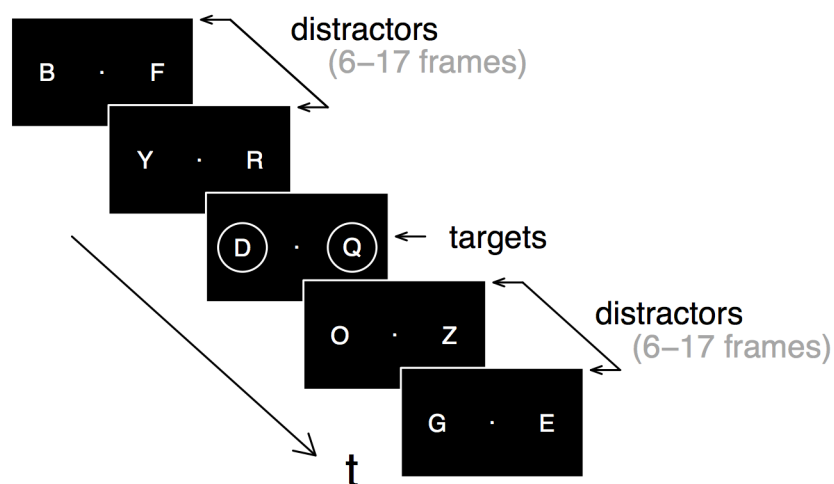 distractors
(6–17 frames)
B · F
Y · R
D · Q
targets
O · Z
distractors
(6–17 frames)
G · E
t